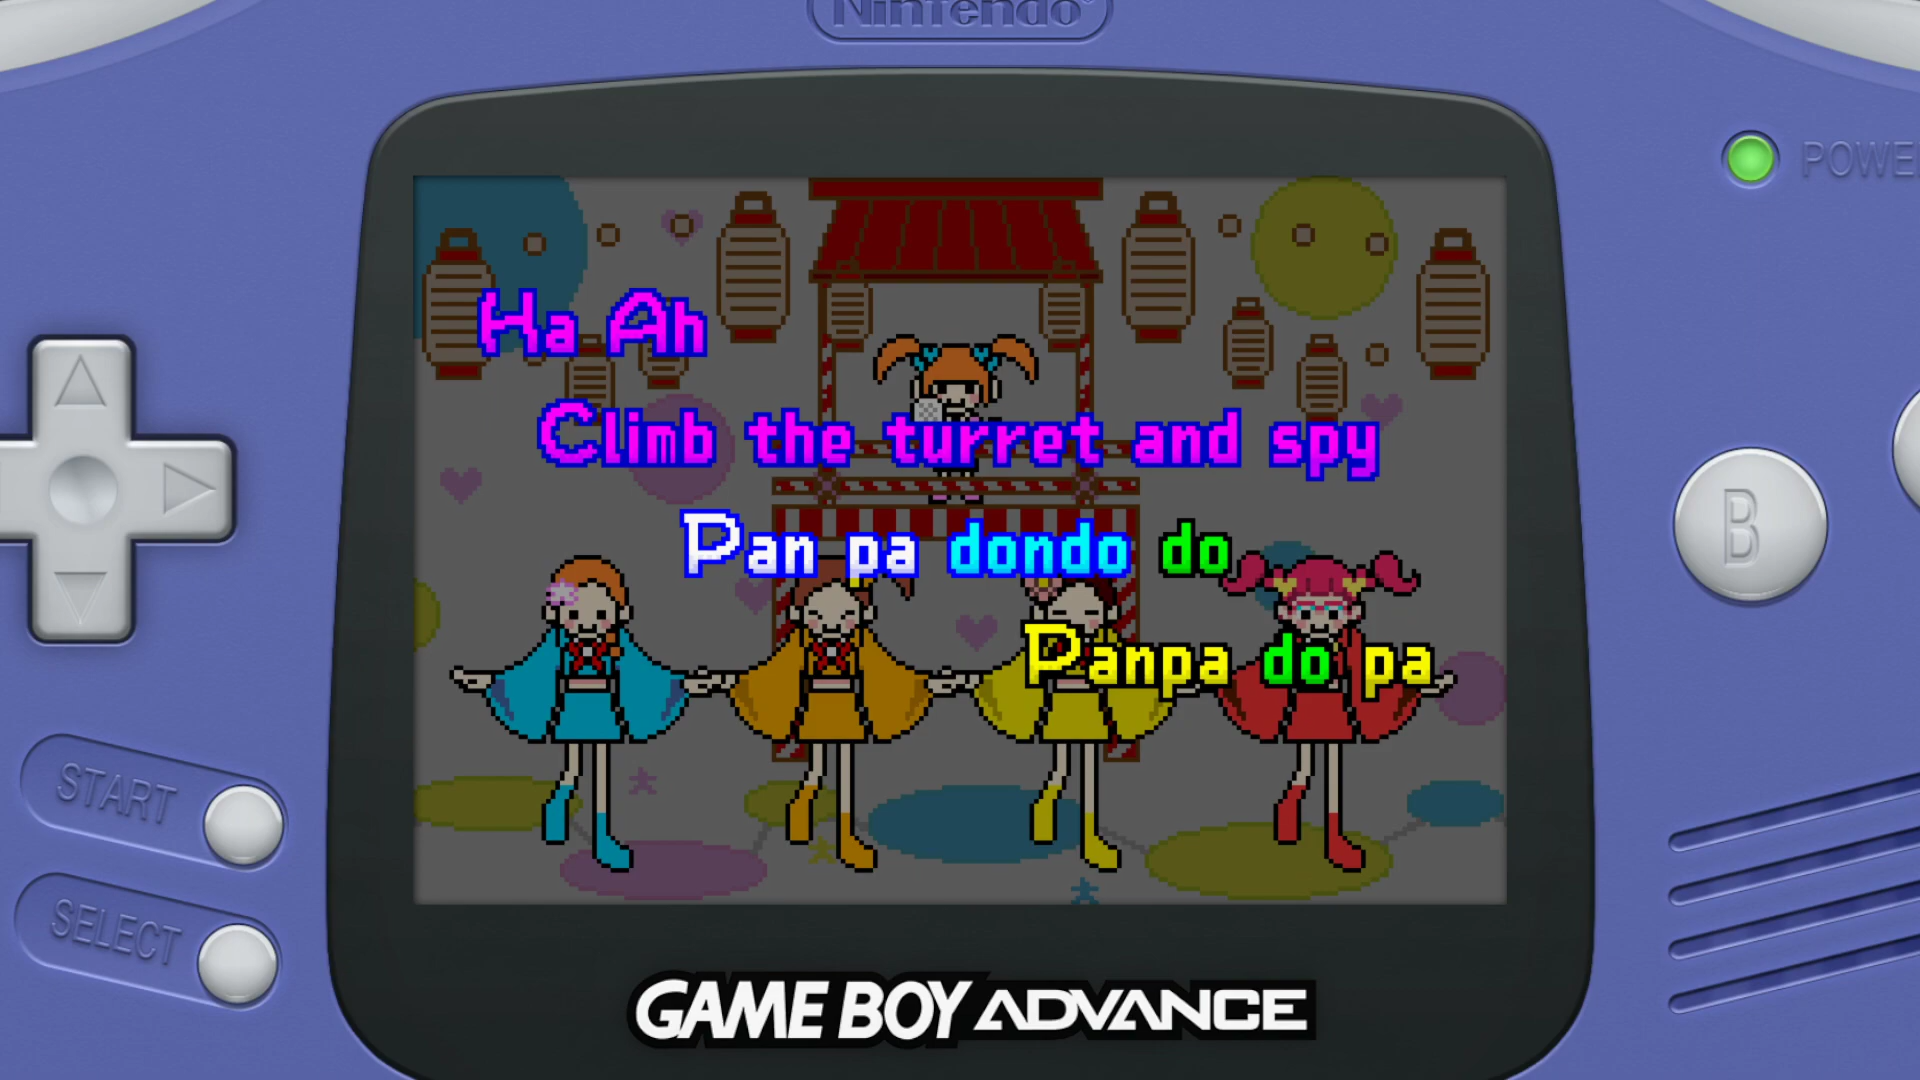 Nintendo
POWER
Ha Ah
Climb the turret and spy
Pan pa dondo do
Panpa do pa
B
START
SELECT
GAME BOY ADVANCE